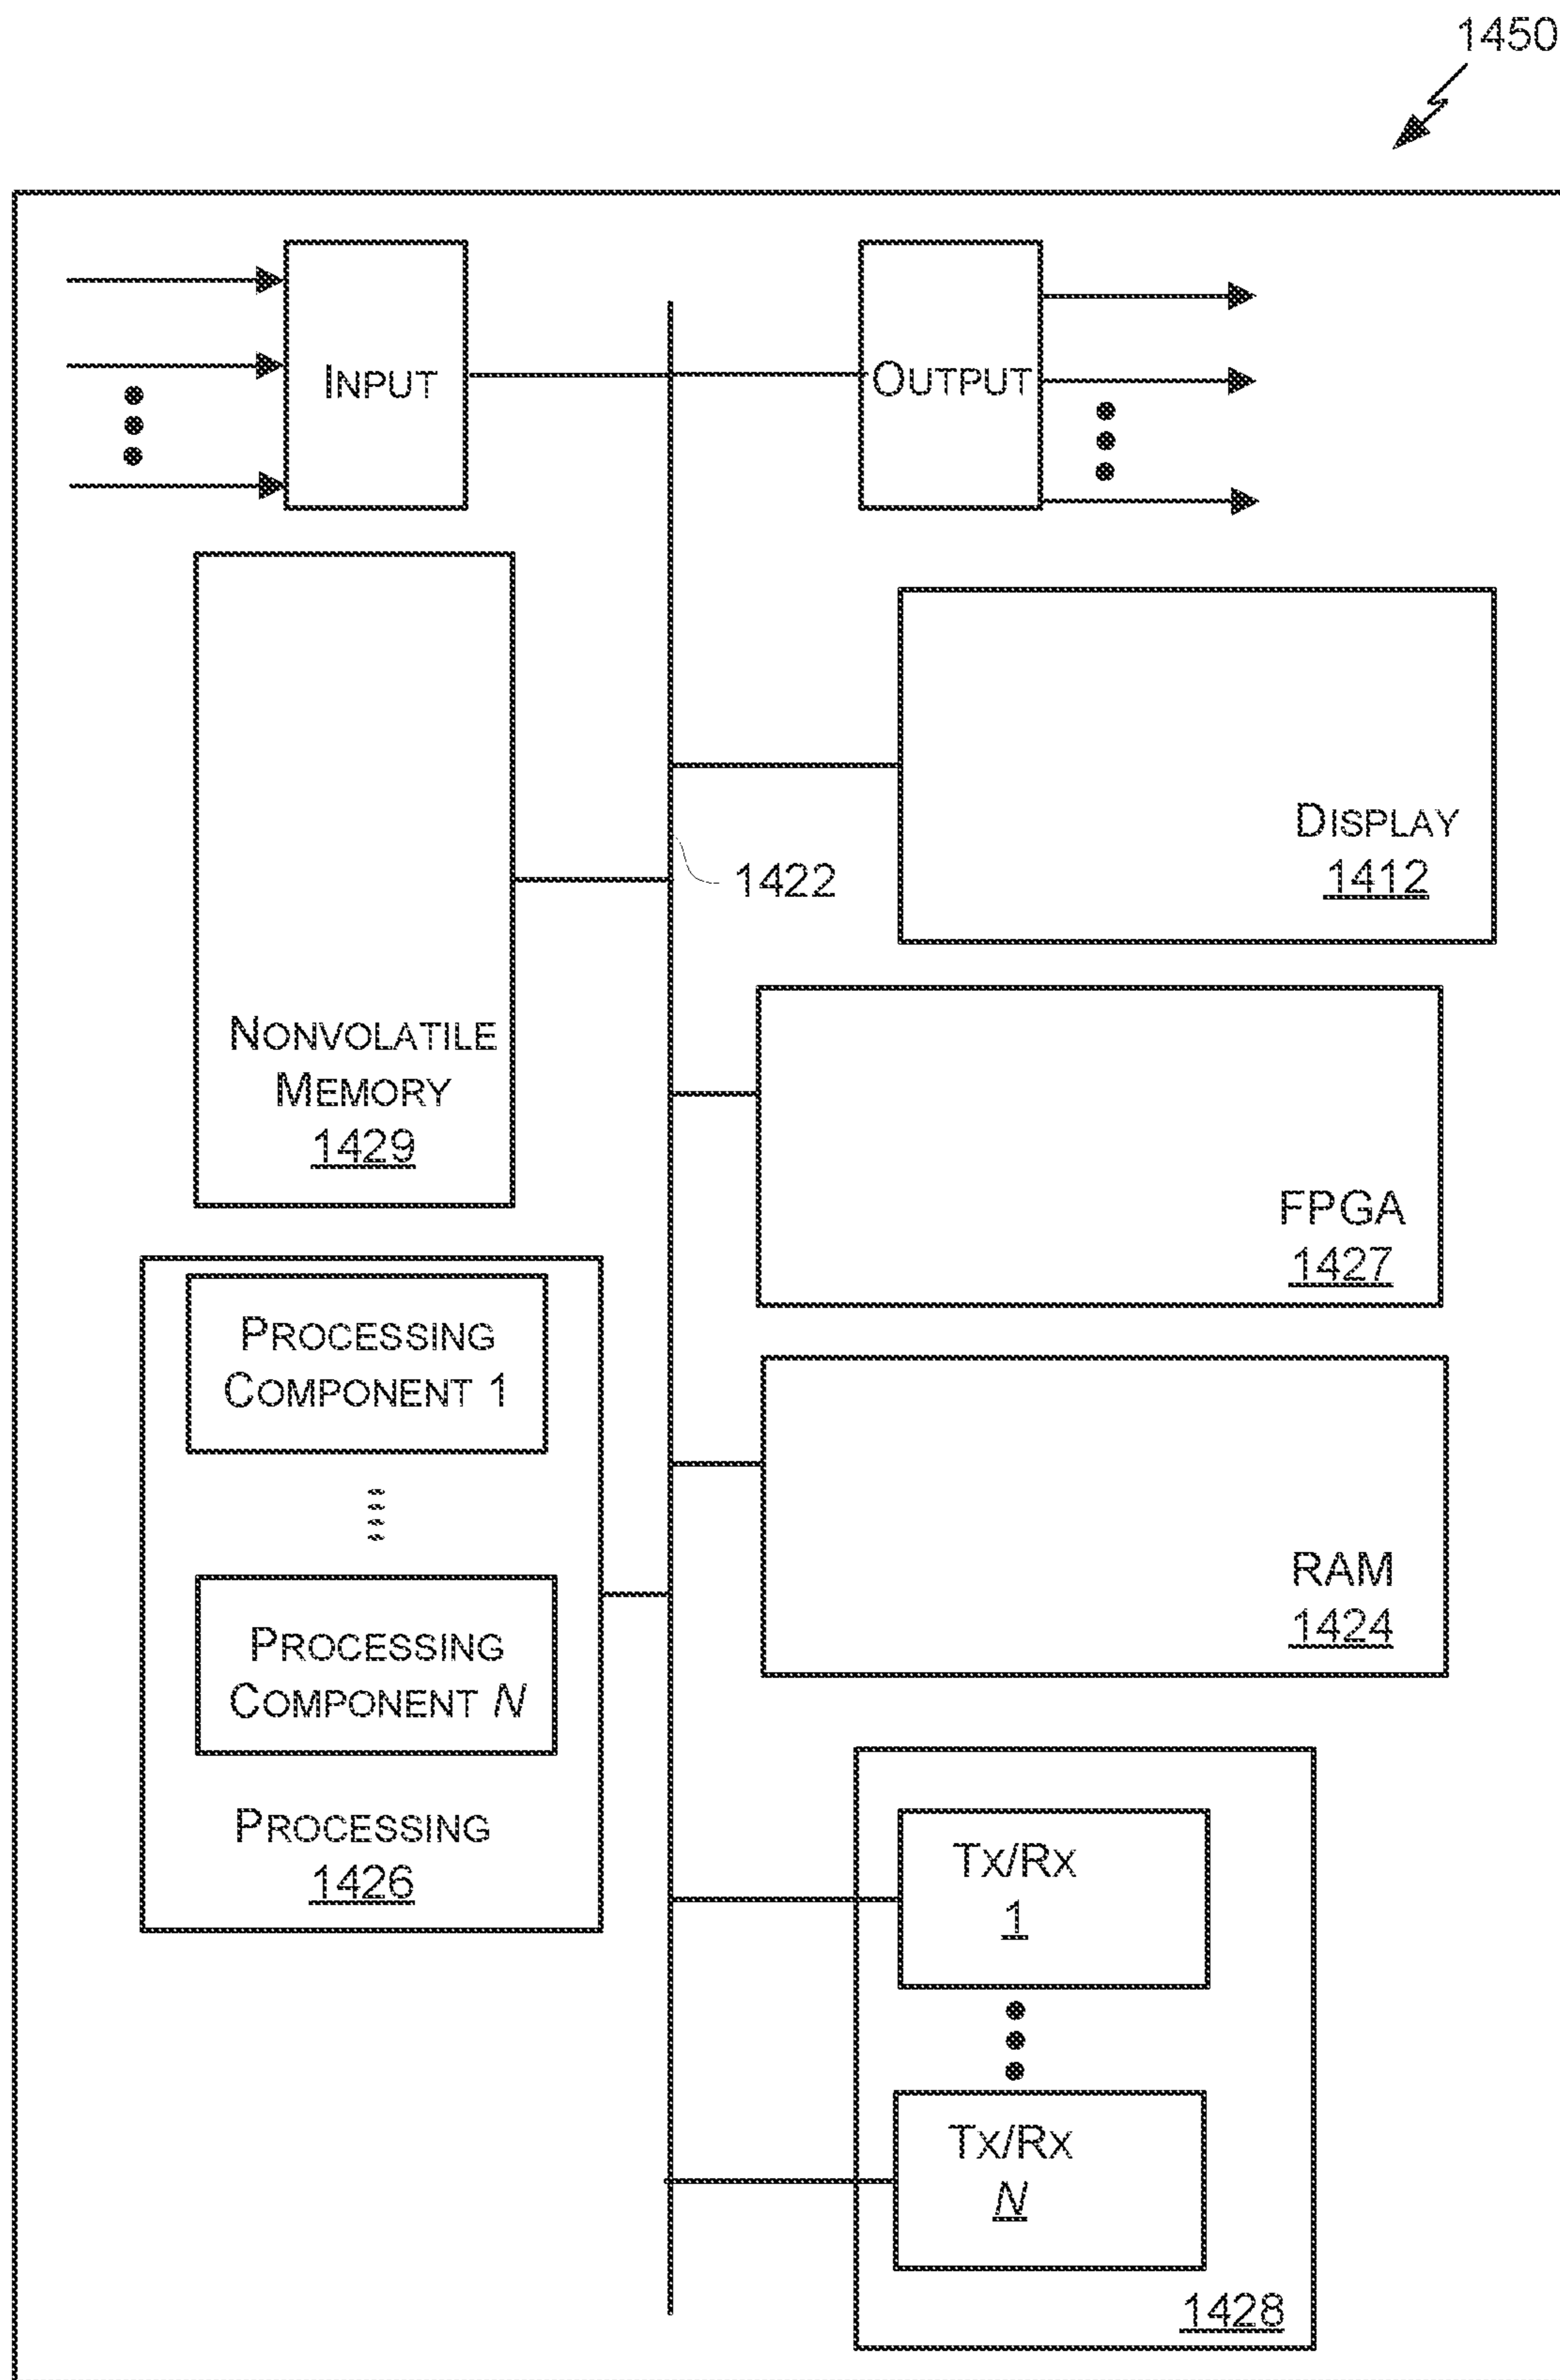 1450
INPUT
OUTPUT
DISPLAY
1412
1422
NONVOLATILE
MEMORY
1429
FPGA
1427
PROCESSING
COMPONENT 1
RAM
1424
PROCESSING
COMPONENT N
PROCESSING
1426
TX/RX
1
TX/RX
N
1428